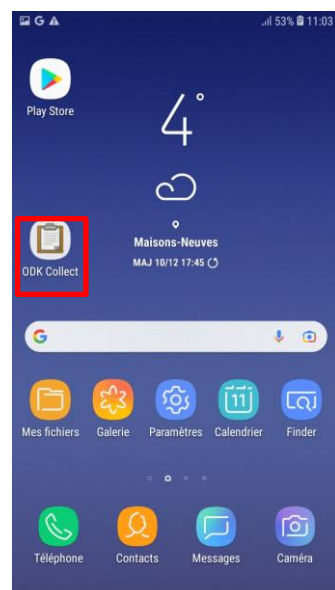 53% 11:03
Play Store
4°
Maisons-Neuves
MAJ 10/12 17:45
ODK Collect
G
11
Mes fichiers Galerie Paramètres Calendrier Finder
Téléphone Contacts Messages Caméra